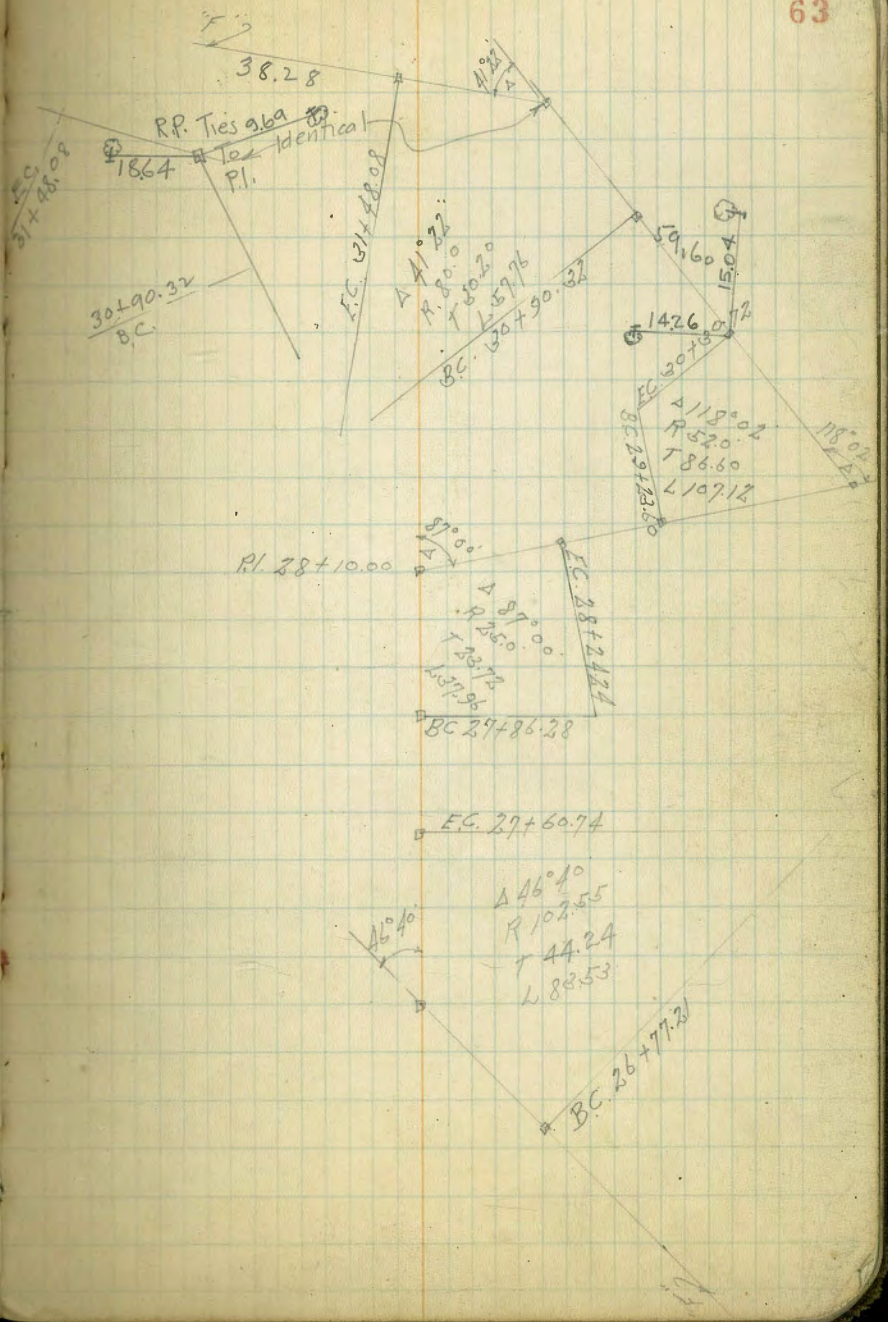 63
"F"
38.28
41°22'
Δ
R.P. Ties 9.69
To Identical
P.I.
18.64
E.C.
31+48.08
30+90.32
B.C.
E.C. 31+48.08
Δ 41°22'
R. 80.0
T 30.20
L 57.76
B.C. 30+90.32
59.60
15.04
14.26
E.C. 30+30.72
B.C. 29+23.60
Δ 118°02
R 52.0
T 86.60
L 107.12
118°02'
Δ
87°00'
Δ
P.I. 28+10.00
E.C. 28+24.24
Δ 87°00'
R 25.0
T 23.72
L 37.96
BC 27+86.28
E.C. 27+60.74
Δ 46°40
R 102.55
T 44.24
L 83.53
46°40'
B.C. 26+77.21